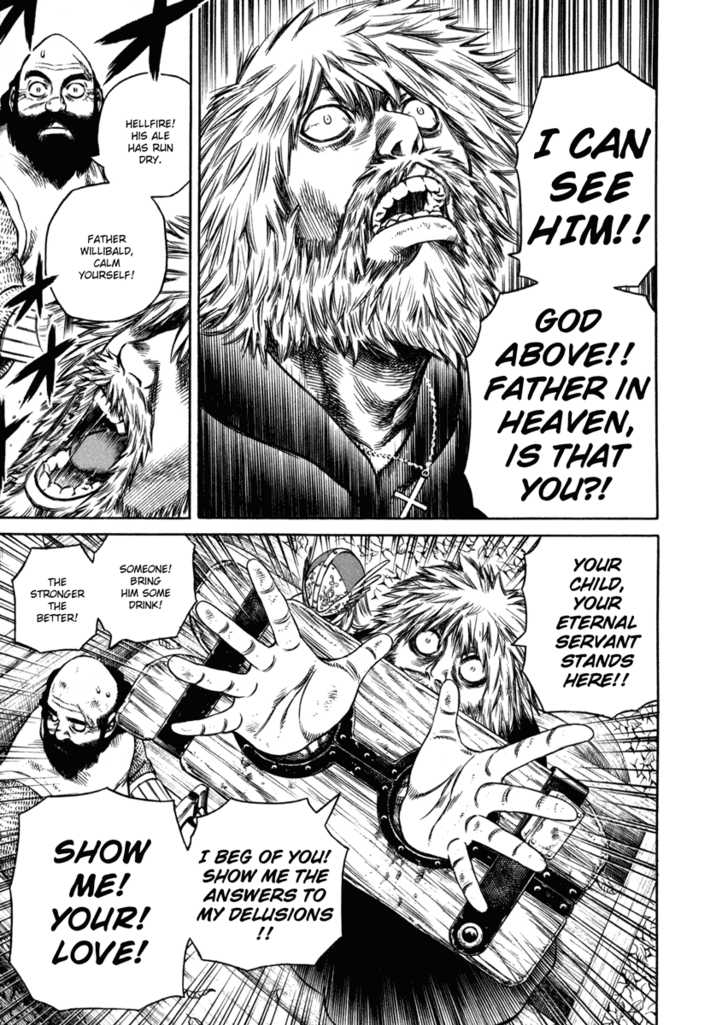 I CAN
SEE
HIM!!
GOD
ABOVE!!
FATHER IN
HEAVEN,
IS THAT
YOU?!
HELLFIRE!
HIS ALE
HAS RUN
DRY.
FATHER
WILLIBALD,
CALM
YOURSELF!
YOUR
CHILD,
YOUR
ETERNAL
SERVANT
STANDS
HERE!!
SOMEONE!
BRING
HIM SOME
DRINK!
THE
STRONGER
THE
BETTER!
I BEG OF YOU!
SHOW ME THE
ANSWERS TO
MY DELUSIONS
!!
SHOW
ME!
YOUR!
LOVE!